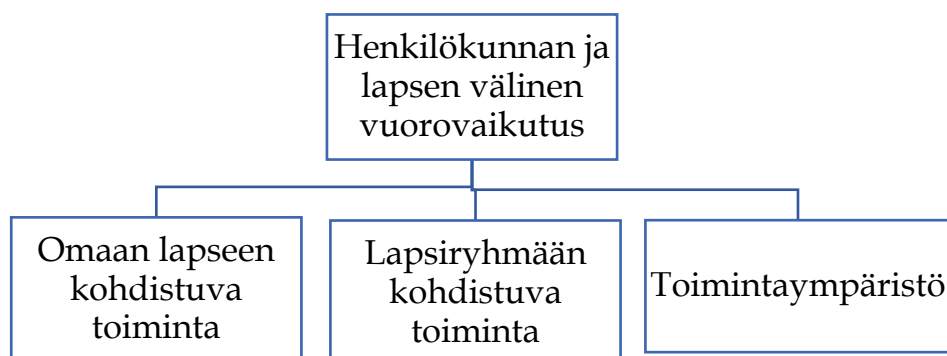 Henkilökunnan ja
lapsen välinen
vuorovaikutus
Omaan lapseen
kohdistuva
toiminta
Lapsiryhmään
kohdistuva
toiminta
Toimintaympäristö